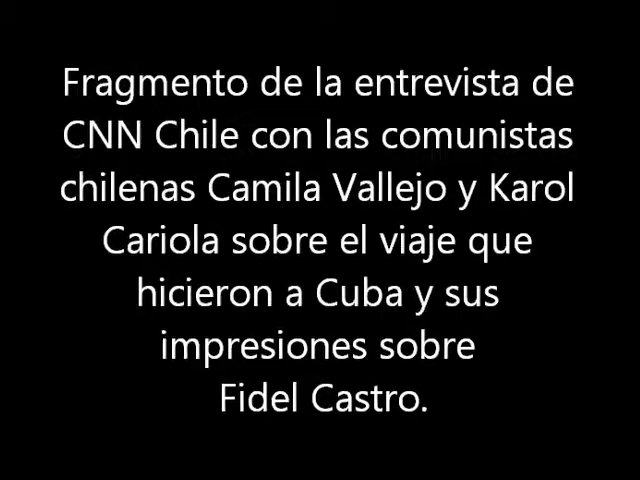 Fragmento de la entrevista de
CNN Chile con las comunistas
chilenas Camila Vallejo y Karol
Cariola sobre el viaje que
hicieron a Cuba y sus
impresiones sobre
Fidel Castro.